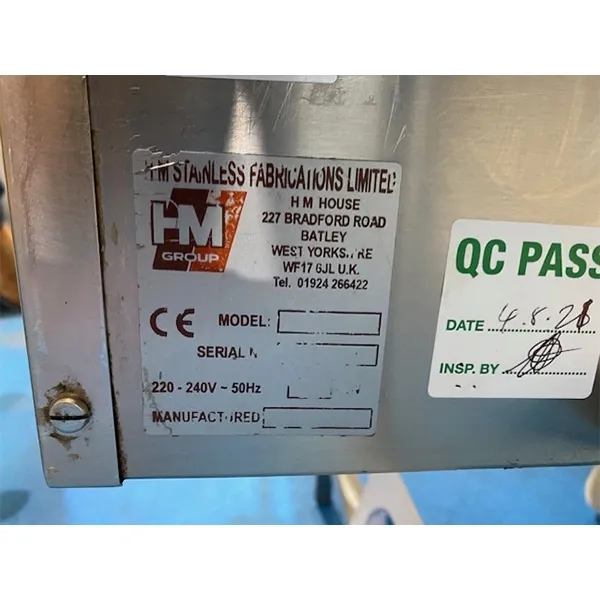 H M STAINLESS FABRICATIONS LIMITED
HM
GROUP
H M HOUSE
227 BRADFORD ROAD
BATLEY
WEST YORKSHIRE
WF17 6JL U.K.
Tel. 01924 266422
CE
MODEL:
SERIAL N
220 - 240V ~ 50Hz
MANUFACTURED
QC PASS
DATE 4.8.21
INSP. BY